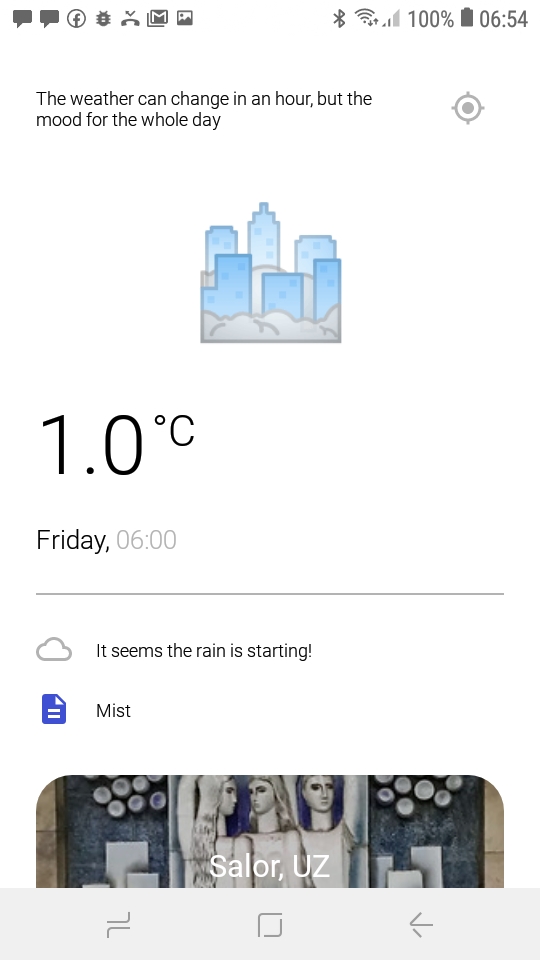 100% 06:54
The weather can change in an hour, but the
mood for the whole day
1.0 °C
Friday, 06:00
It seems the rain is starting!
Mist
Salor, UZ